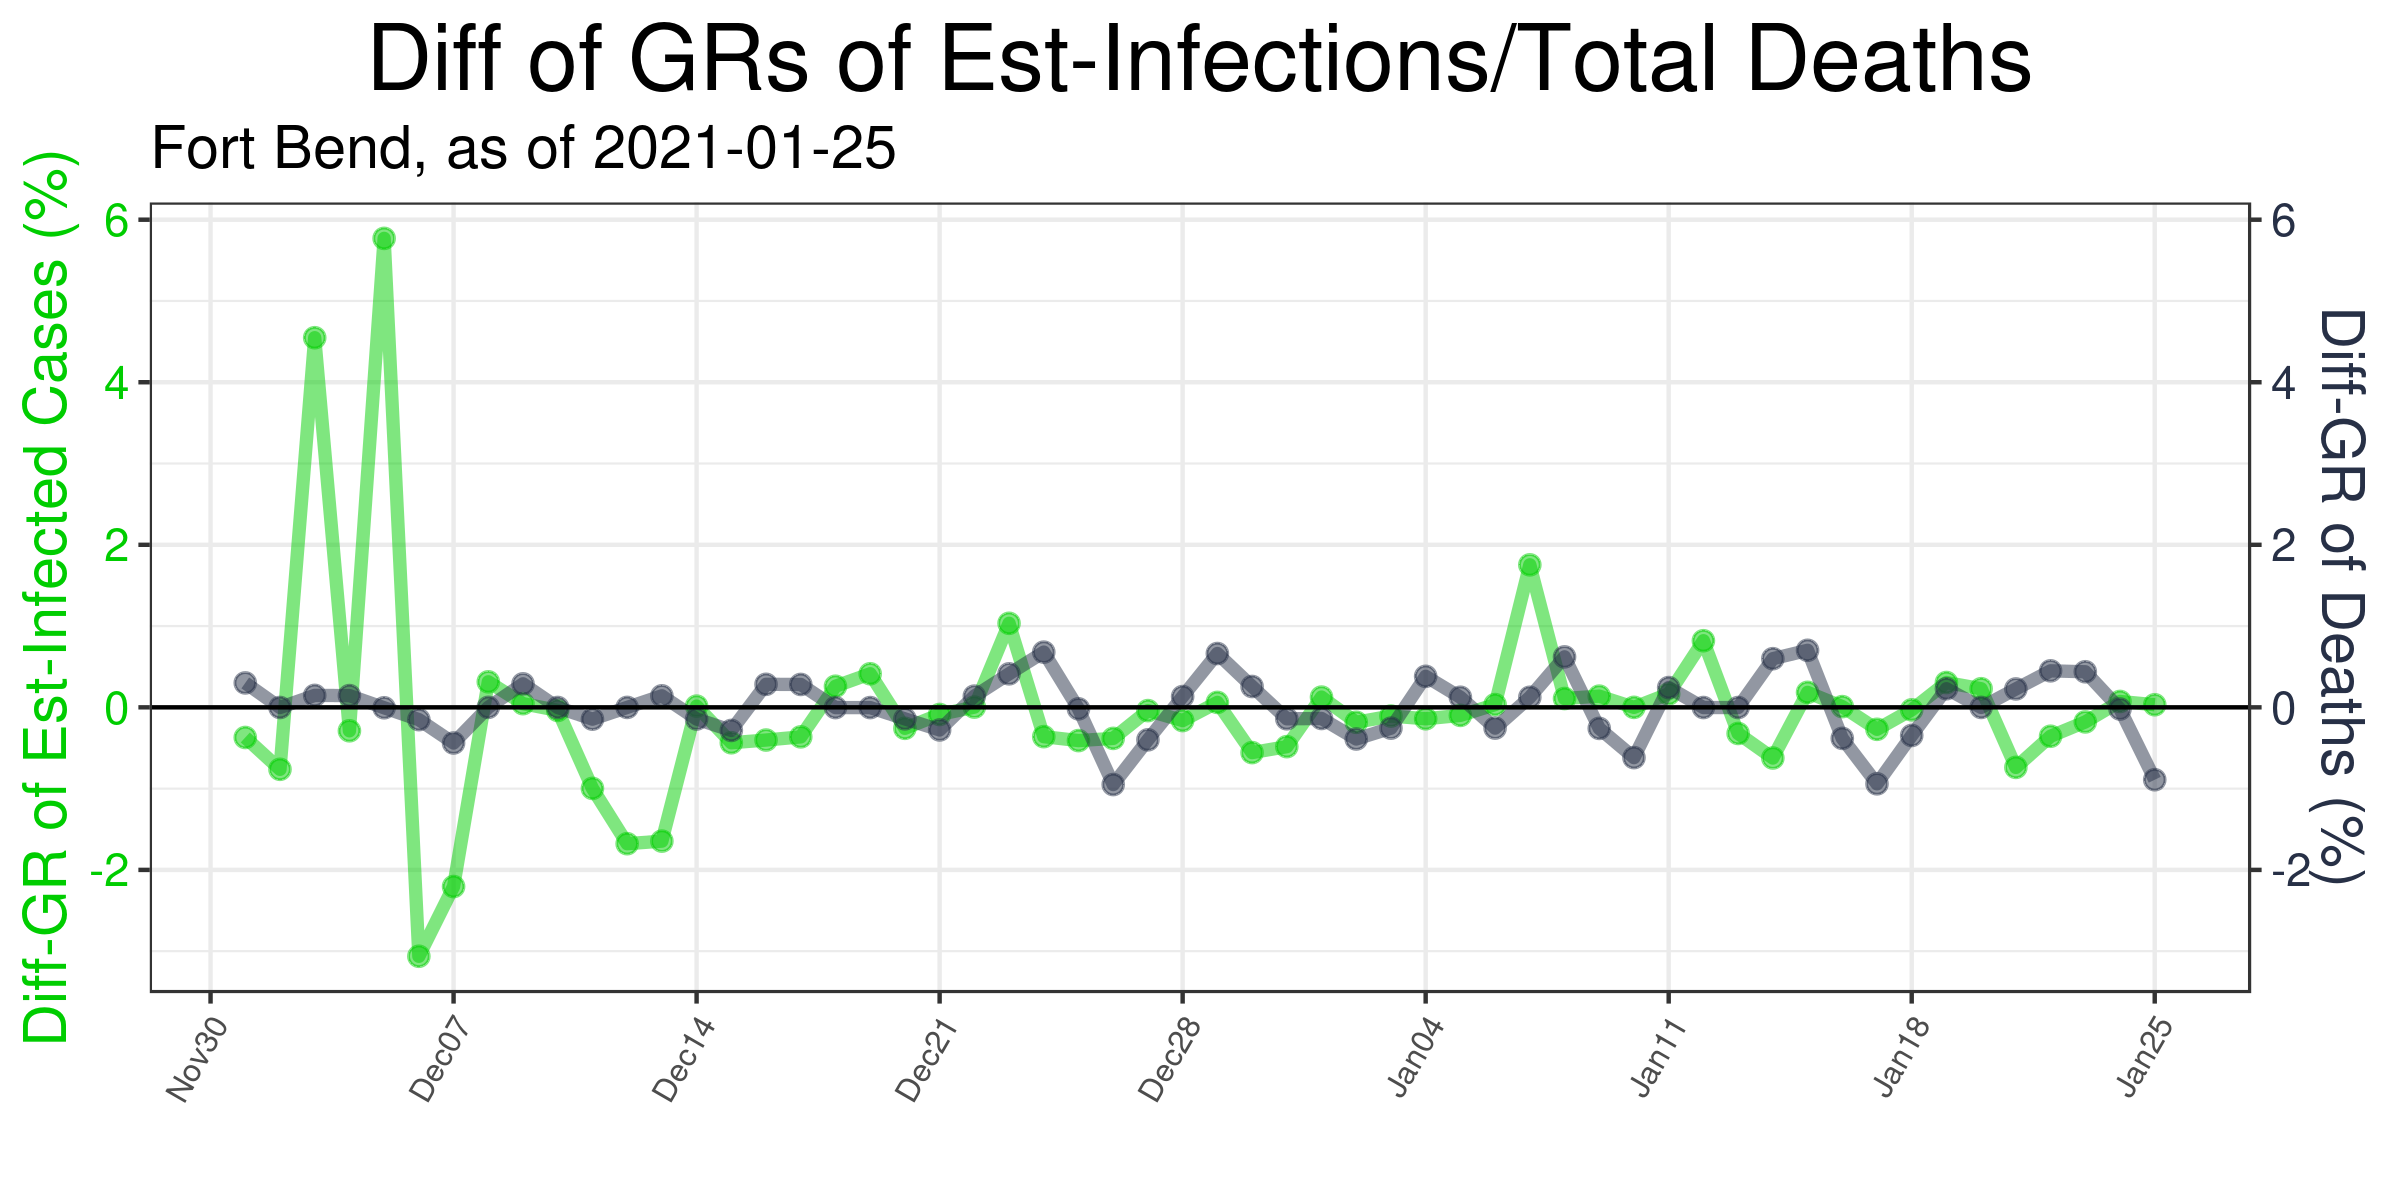 Diff of GRs of Est-Infections/Total Deaths
Fort Bend, as of 2021-01-25
Diff-GR of Est-Infected Cases (%)
6
4
2
0
-2
6
4
2
0
-2
Diff-GR of Deaths (%)
Nov30
Dec07
Dec14
Dec21
Dec28
Jan04
Jan11
Jan18
Jan25